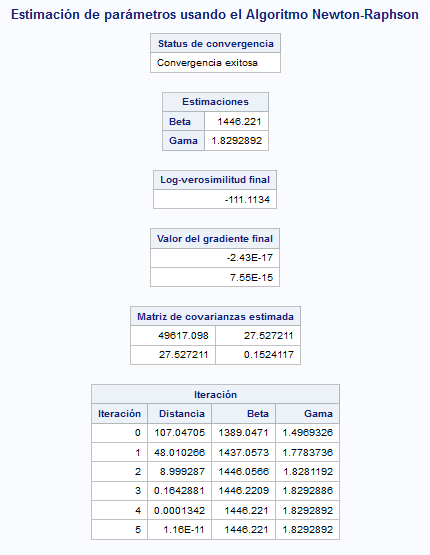 Estimación de parámetros usando el Algoritmo Newton-Raphson
Status de convergencia
Convergencia exitosa
Estimaciones
Beta 1446.221
Gama 1.8292892
Log-verosimilitud final
-111.1134
Valor del gradiente final
-2.43E-17
7.55E-15
Matriz de covarianzas estimada
49617.098 27.527211
27.527211 0.1524117
Iteración
Iteración Distancia Beta Gama
0 107.04705 1389.0471 1.4969326
1 48.010266 1437.0573 1.7783736
2 8.999287 1446.0566 1.8281192
3 0.1642881 1446.2209 1.8292886
4 0.0001342 1446.221 1.8292892
5 1.16E-11 1446.221 1.8292892